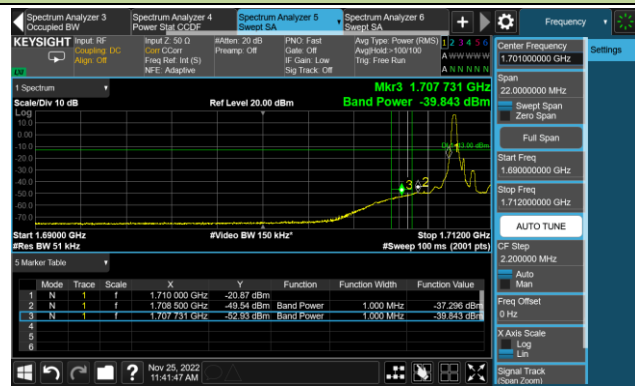 Spectrum Analyzer 3
Occupied BW
Spectrum Analyzer 4
Power Stat CCDF
Spectrum Analyzer 5
Swept SA
Spectrum Analyzer 6
Swept SA
Frequency
KEYSIGHT
Input: RF
Coupling: DC
Align: Off
Input Z: 50 Ω
Corr CCorr
Freq Ref: Int (S)
NFE: Adaptive
#Atten: 20 dB
Preamp: Off
PNO: Fast
Gate: Off
IF Gain: Low
Sig Track: Off
Avg Type: Power (RMS)
Avg|Hold:>100/100
Trig: Free Run
1 2 3 4 5 6
A W W W W W
A N N N N N
1 Spectrum
Scale/Div 10 dB
Ref Level 20.00 dBm
Mkr3 1.707 731 GHz
Band Power -39.843 dBm
Log
10.0
0.00
-10.0
-20.0
-30.0
-40.0
-50.0
-60.0
-70.0
3
2
Start 1.69000 GHz
#Res BW 51 kHz
#Video BW 150 kHz*
Stop 1.71200 GHz
#Sweep 100 ms (2001 pts)
5 Marker Table
Mode Trace Scale X Y Function Function Width Function Value
1 N 1 f 1.710 000 GHz -20.87 dBm
2 N 1 f 1.708 500 GHz -49.54 dBm Band Power 1.000 MHz -37.296 dBm
3 N 1 f 1.707 731 GHz -52.93 dBm Band Power 1.000 MHz -39.843 dBm
4
5
6
Nov 25, 2022
11:41:47 AM
Center Frequency
1.701000000 GHz
Settings
Span
22.0000000 MHz
Swept Span
Zero Span
Full Span
Start Freq
1.690000000 GHz
Stop Freq
1.712000000 GHz
AUTO TUNE
CF Step
2.200000 MHz
Auto
Man
Freq Offset
0 Hz
X Axis Scale
Log
Lin
Signal Track
(Span Zoom)